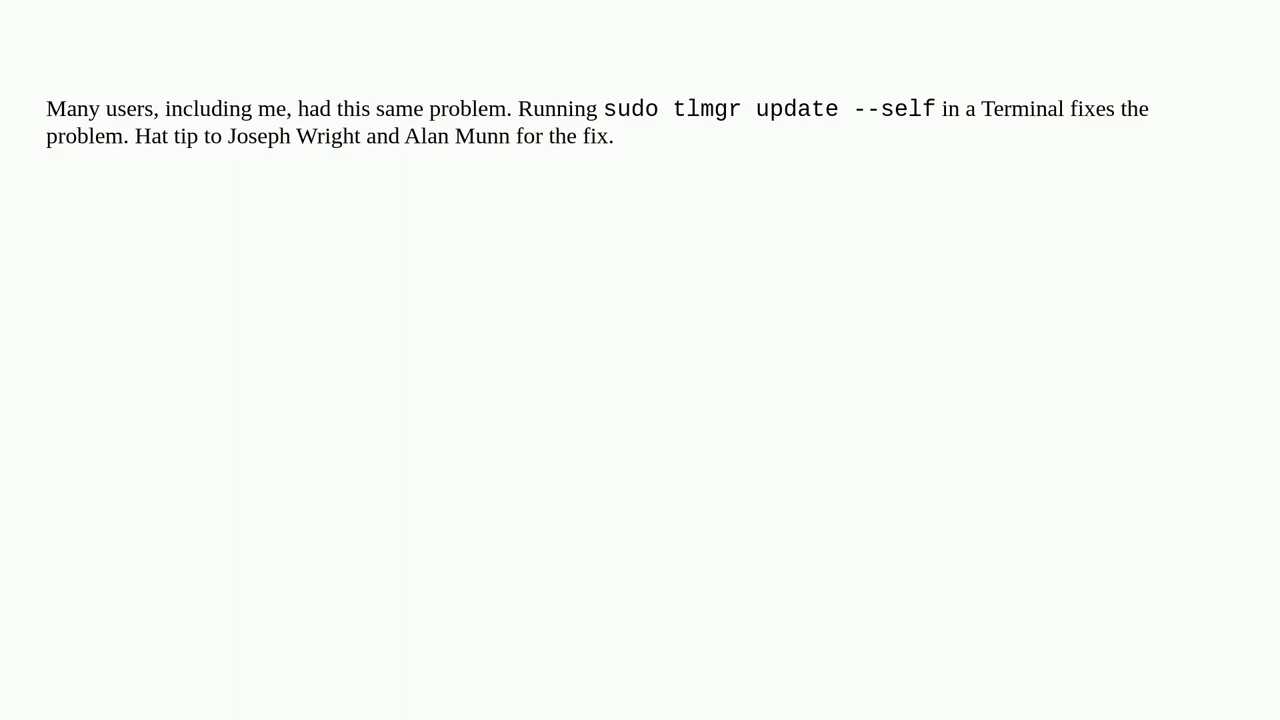 Many users, including me, had this same problem. Running sudo tlmgr update --self in a Terminal fixes the
problem. Hat tip to Joseph Wright and Alan Munn for the fix.